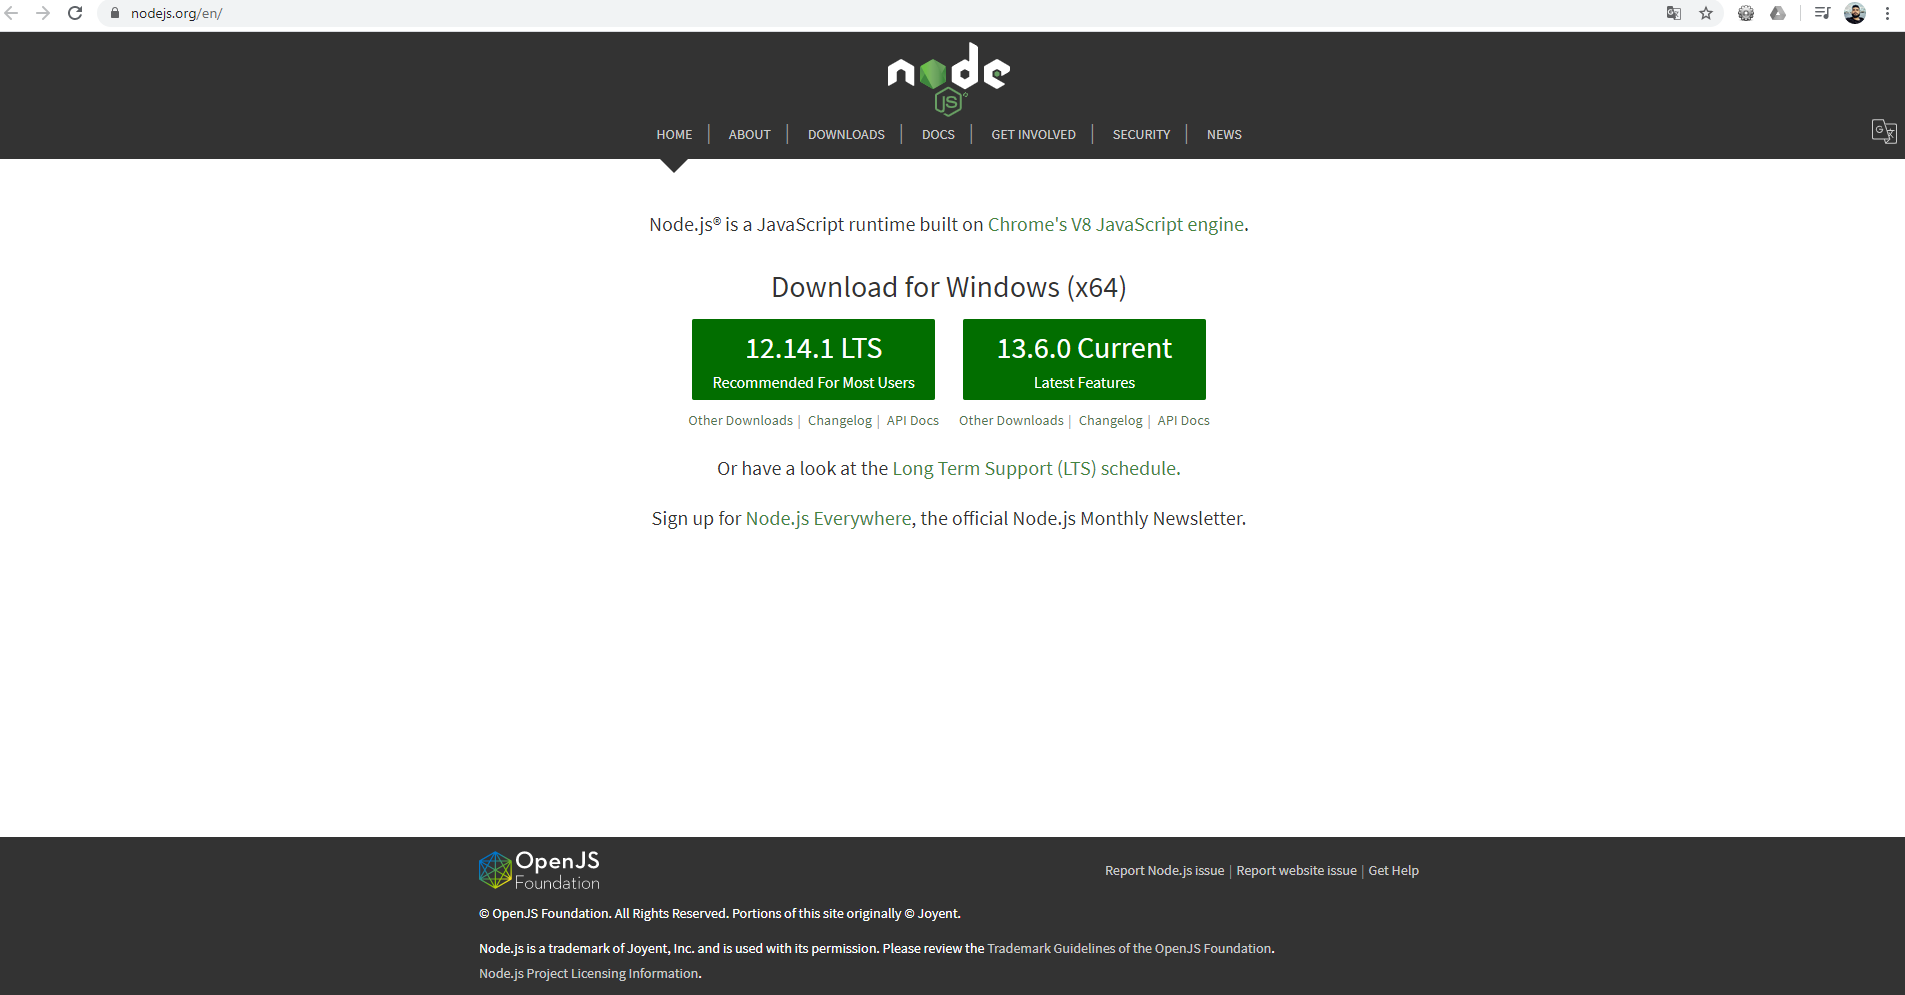 nodejs.org/en/
node
JS
HOME | ABOUT | DOWNLOADS | DOCS | GET INVOLVED | SECURITY | NEWS
Node.js® is a JavaScript runtime built on Chrome's V8 JavaScript engine.
Download for Windows (x64)
12.14.1 LTS
Recommended For Most Users
13.6.0 Current
Latest Features
Other Downloads | Changelog | API Docs
Other Downloads | Changelog | API Docs
Or have a look at the Long Term Support (LTS) schedule.
Sign up for Node.js Everywhere, the official Node.js Monthly Newsletter.
OpenJS
Foundation
Report Node.js issue | Report website issue | Get Help
© OpenJS Foundation. All Rights Reserved. Portions of this site originally © Joyent.
Node.js is a trademark of Joyent, Inc. and is used with its permission. Please review the Trademark Guidelines of the OpenJS Foundation.
Node.js Project Licensing Information.